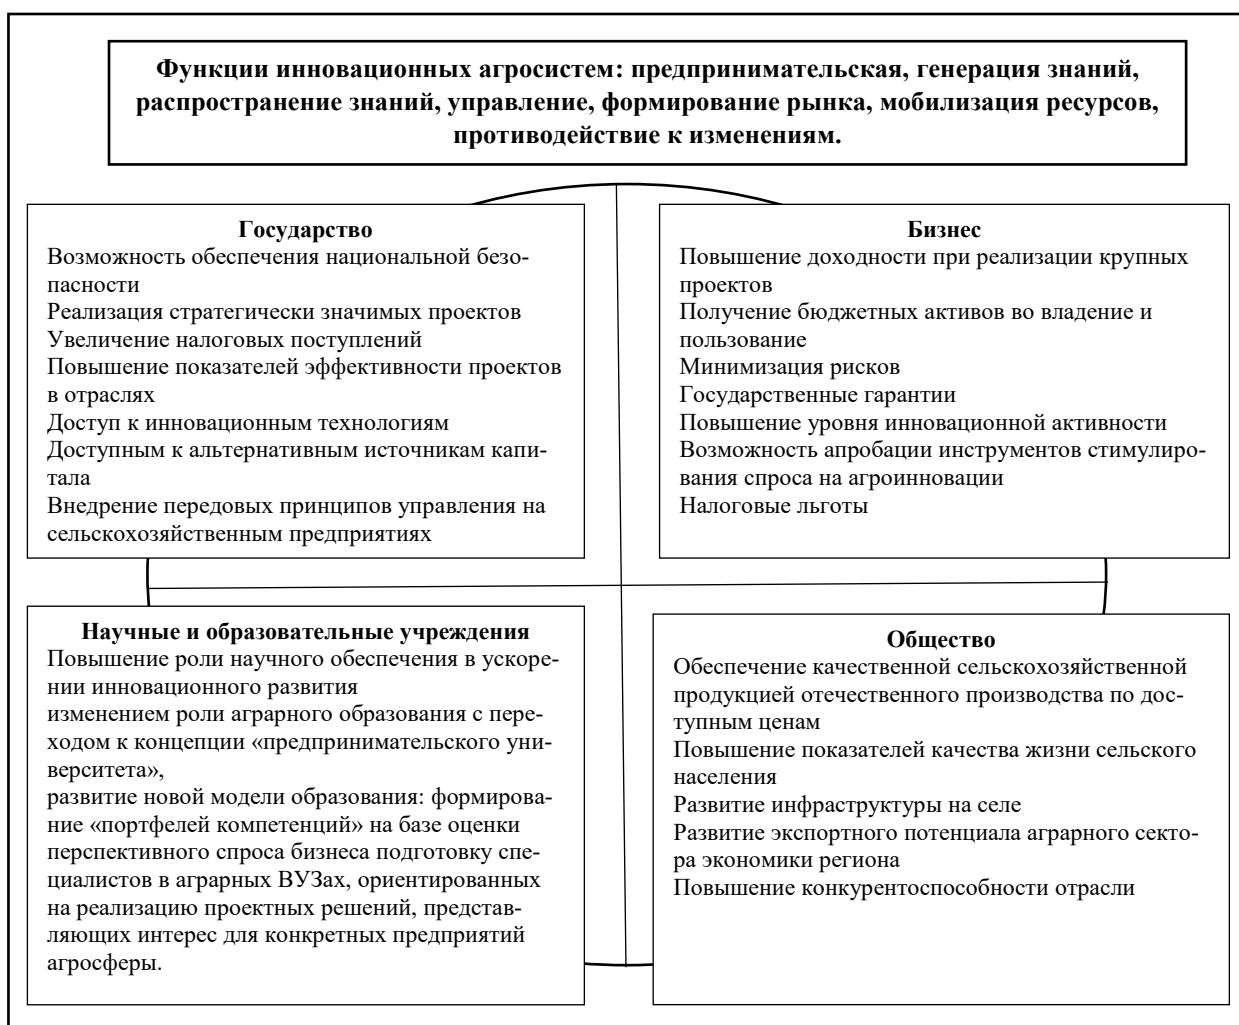 Функции инновационных агросистем: предпринимательская, генерация знаний,
распространение знаний, управление, формирование рынка, мобилизация ресурсов,
противодействие к изменениям.
Государство
Возможность обеспечения национальной безо-
пасности
Реализация стратегически значимых проектов
Увеличение налоговых поступлений
Повышение показателей эффективности проектов
в отраслях
Доступ к инновационным технологиям
Доступным к альтернативным источникам капи-
тала
Внедрение передовых принципов управления на
сельскохозяйственным предприятиях
Бизнес
Повышение доходности при реализации крупных
проектов
Получение бюджетных активов во владение и
пользование
Минимизация рисков
Государственные гарантии
Повышение уровня инновационной активности
Возможность апробации инструментов стимулиро-
вания спроса на агроинновации
Налоговые льготы
Научные и образовательные учреждения
Повышение роли научного обеспечения в ускоре-
нии инновационного развития
изменением роли аграрного образования с пере-
ходом к концепции «предпринимательского уни-
верситета»,
развитие новой модели образования: формирова-
ние «портфелей компетенций» на базе оценки
перспективного спроса бизнеса подготовку спе-
циалистов в аграрных ВУЗах, ориентированных
на реализацию проектных решений, представ-
ляющих интерес для конкретных предприятий
агросферы.
Общество
Обеспечение качественной сельскохозяйственной
продукцией отечественного производства по дос-
тупным ценам
Повышение показателей качества жизни сельского
населения
Развитие инфраструктуры на селе
Развитие экспортного потенциала аграрного секто-
ра экономики региона
Повышение конкурентоспособности отрасли